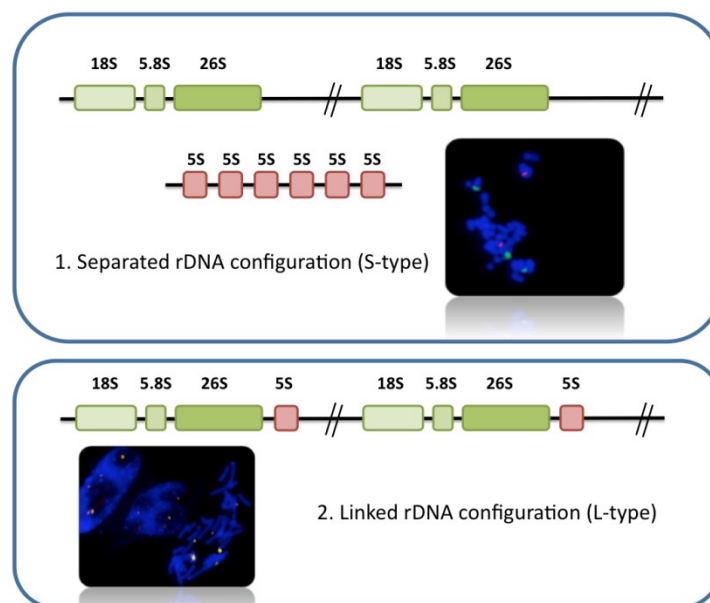 18S 5.8S 26S 18S 5.8S 26S
5S 5S 5S 5S 5S 5S
1. Separated rDNA configuration (S-type)
18S 5.8S 26S 5S 18S 5.8S 26S 5S
2. Linked rDNA configuration (L-type)